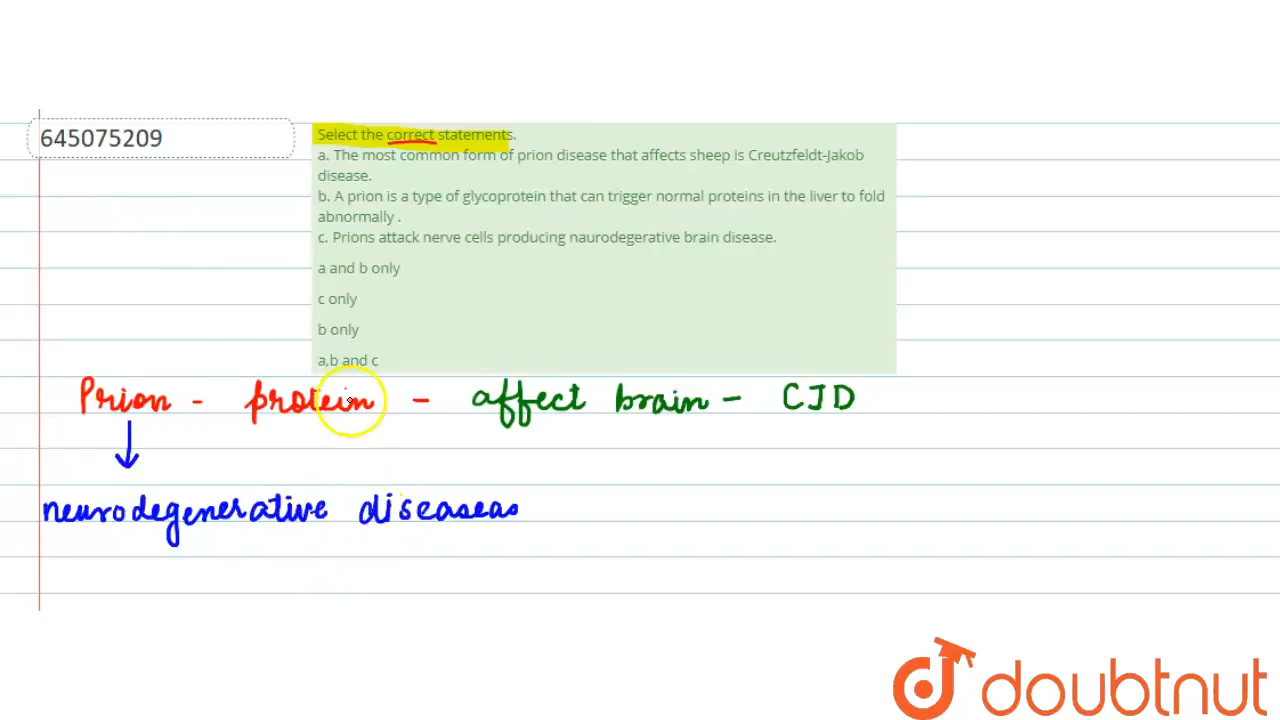 645075209
Select the correct statements.
a. The most common form of prion disease that affects sheep is Creutzfeldt-Jakob
disease.
b. A prion is a type of glycoprotein that can trigger normal proteins in the liver to fold
abnormally .
c. Prions attack nerve cells producing naurodegerative brain disease.
a and b only
c only
b only
a,b and c
Prion - protein - affect brain - CJD
neurodegenerative diseaseas
doubtnut